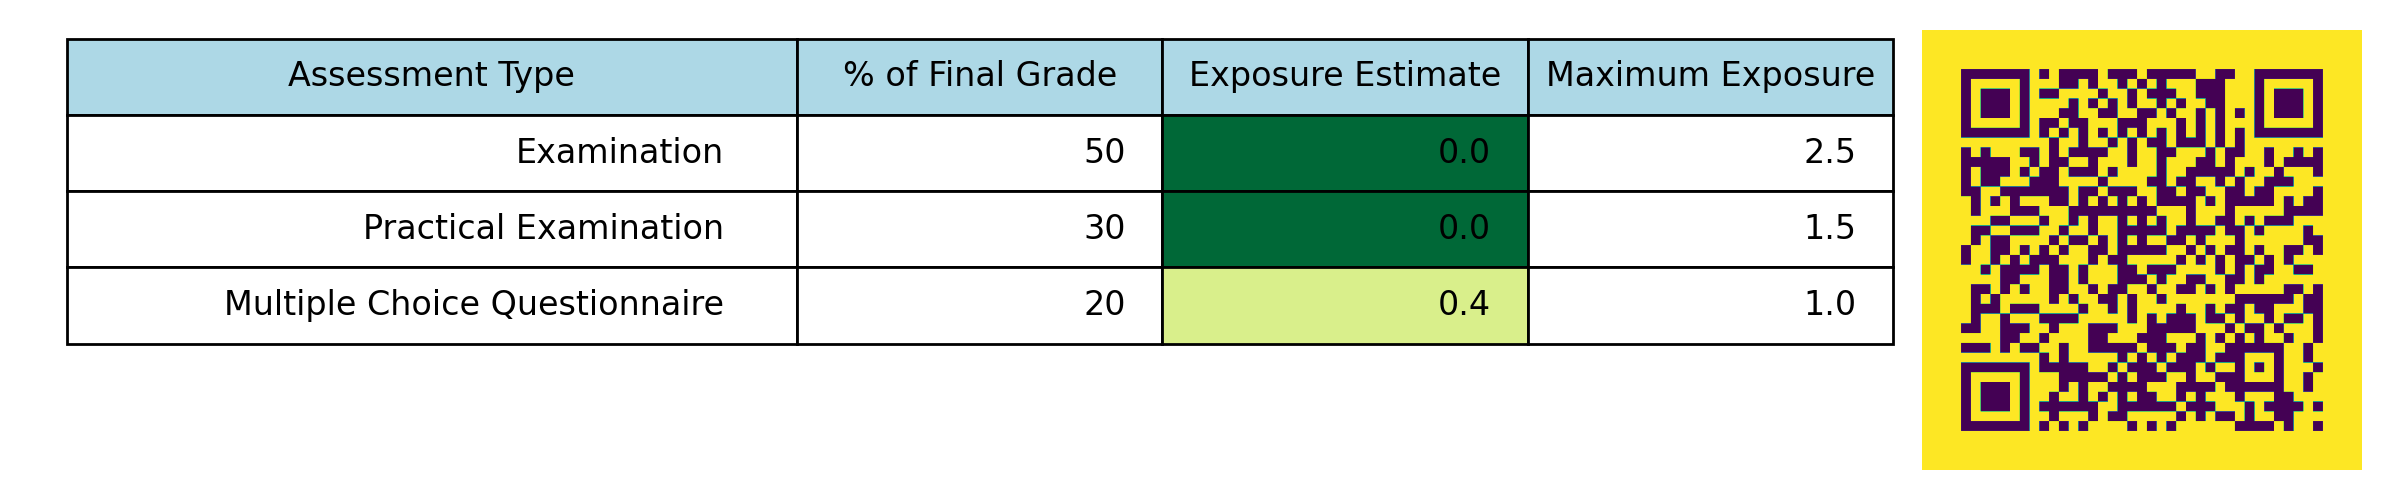 Assessment Type % of Final Grade Exposure Estimate Maximum Exposure
Examination 50 0.0 2.5
Practical Examination 30 0.0 1.5
Multiple Choice Questionnaire 20 0.4 1.0